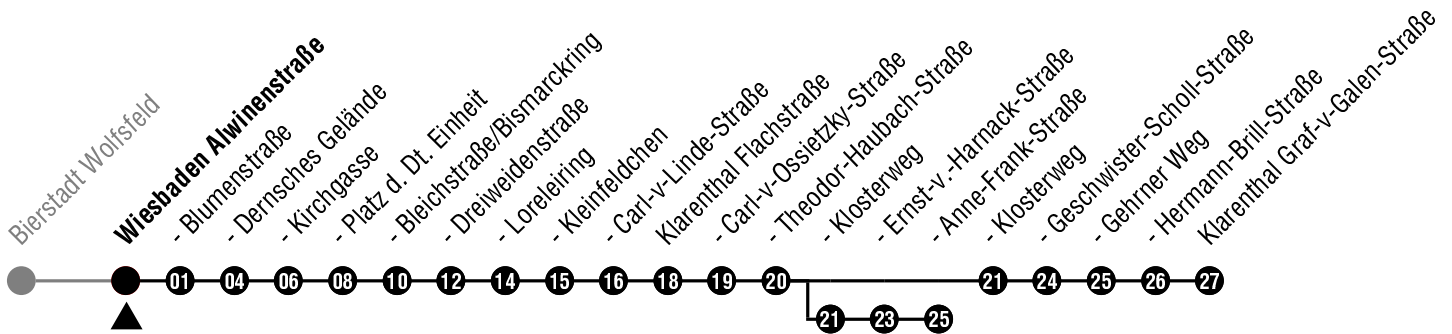 Bierstadt Wolfsfeld
Wiesbaden Alwinenstraße
- Blumenstraße
- Dernsches Gelände
- Kirchgasse
- Platz d. Dt. Einheit
- Bleichstraße/Bismarckring
- Dreiweidenstraße
- Loreleiring
- Kleinfeldchen
- Carl-v-Linde-Straße
Klarenthal Flachstraße
- Carl-v-Ossietzky-Straße
- Theodor-Haubach-Straße
- Klosterweg
- Ernst-v.-Harnack-Straße
- Anne-Frank-Straße
- Klosterweg
- Geschwister-Scholl-Straße
- Gehrner Weg
- Hermann-Brill-Straße
Klarenthal Graf-v-Galen-Straße
01 04 06 08 10 12 14 15 16 18 19 20 21 24 25 26 27
21 23 25